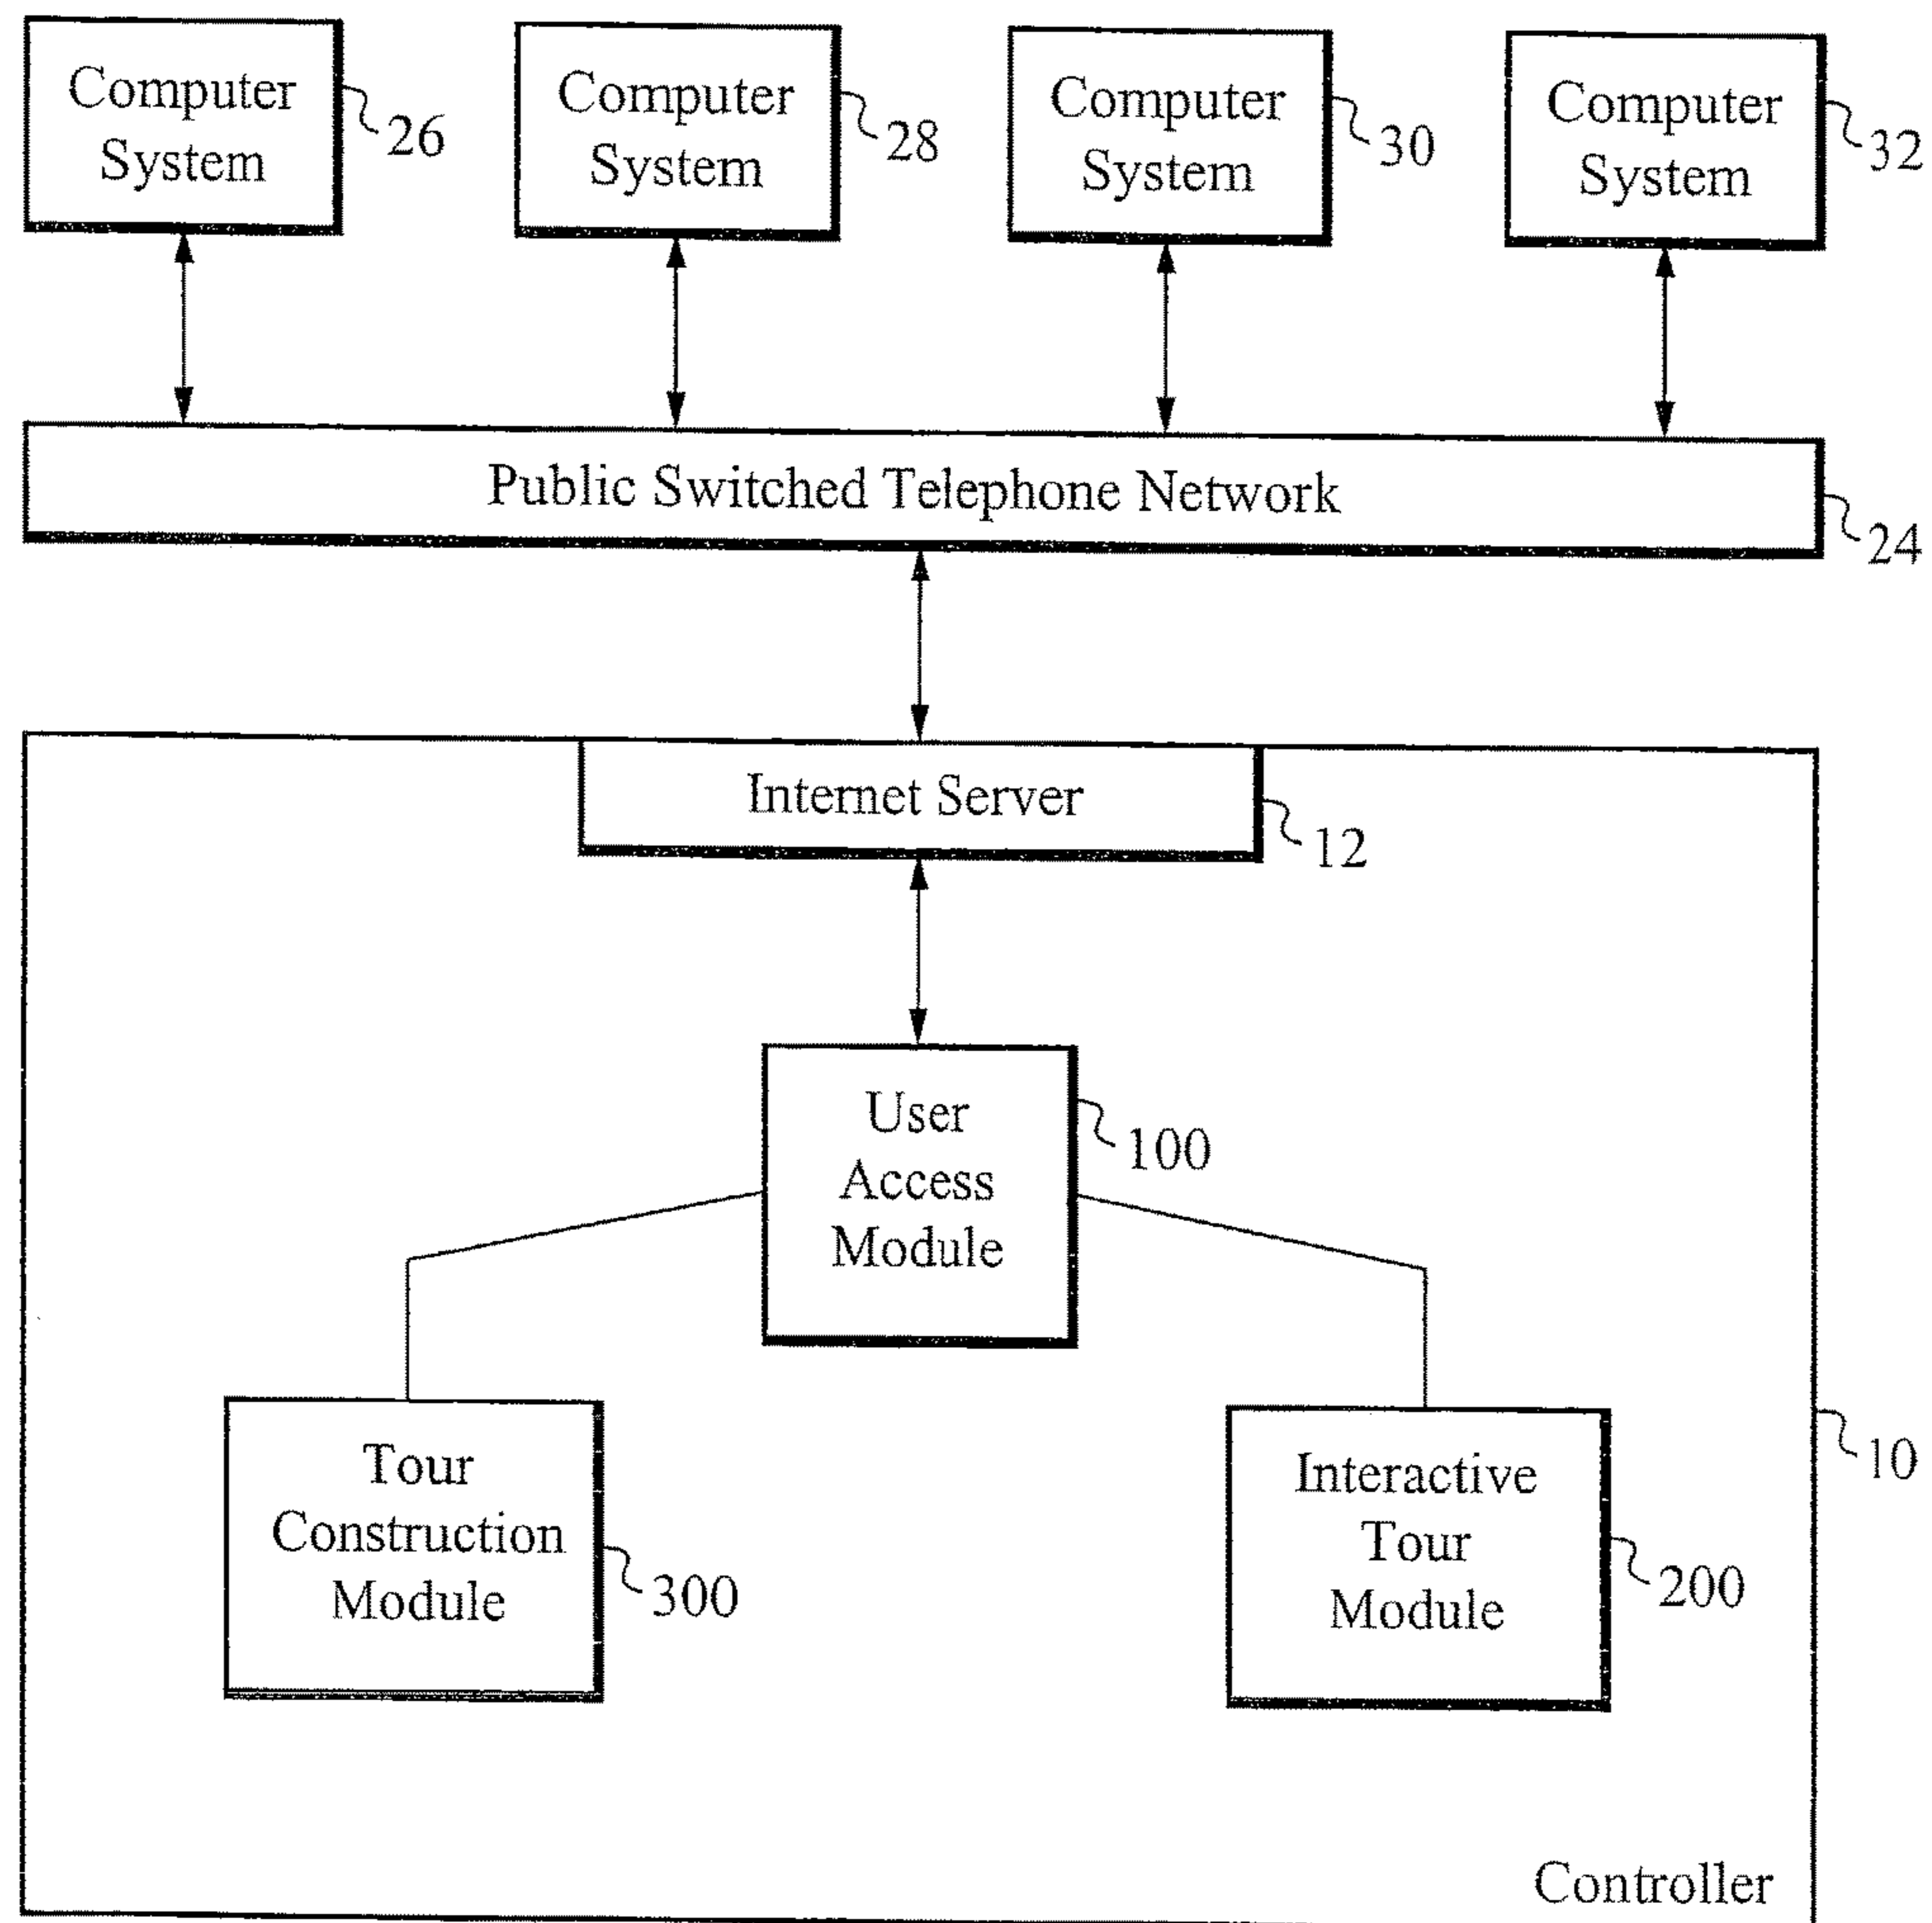 Computer
System
26
Computer
System
28
Computer
System
30
Computer
System
32
Public Switched Telephone Network
24
Internet Server
12
User
Access
Module
100
Tour
Construction
Module
300
Interactive
Tour
Module
200
10
Controller